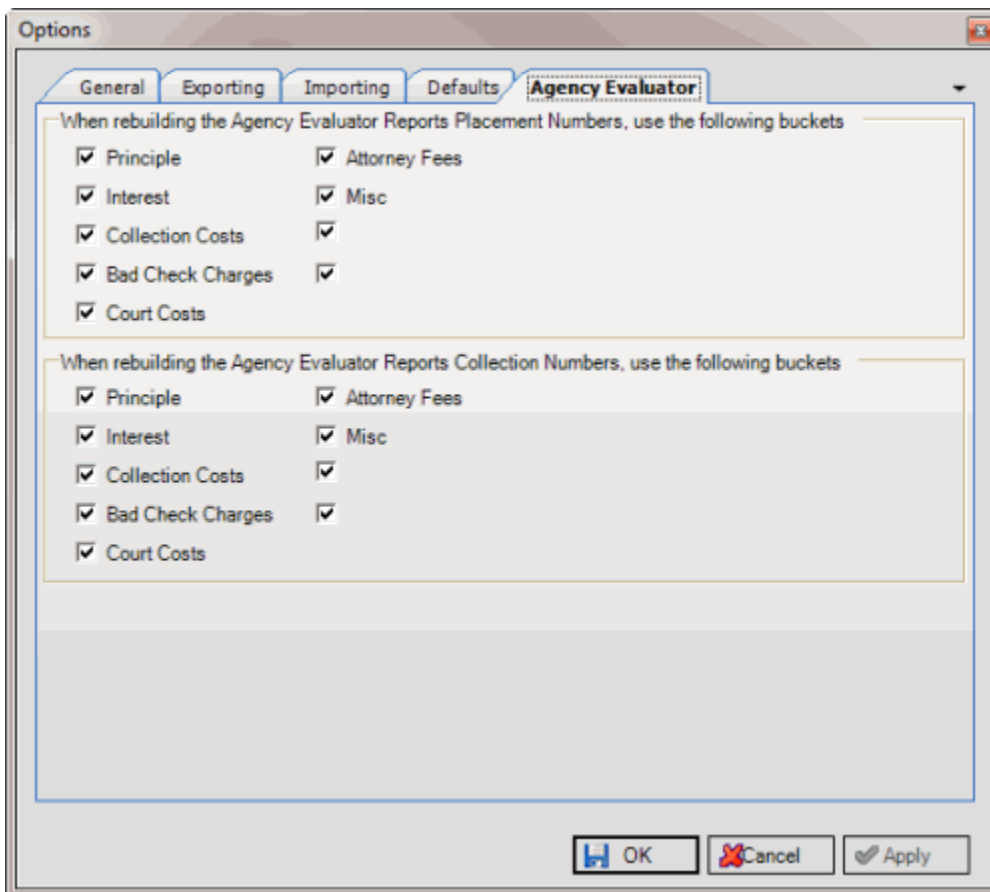 Options
General Exporting Importing Defaults Agency Evaluator
When rebuilding the Agency Evaluator Reports Placement Numbers, use the following buckets
Principle Attorney Fees
Interest Misc
Collection Costs
Bad Check Charges
Court Costs
When rebuilding the Agency Evaluator Reports Collection Numbers, use the following buckets
Principle Attorney Fees
Interest Misc
Collection Costs
Bad Check Charges
Court Costs
OK Cancel Apply